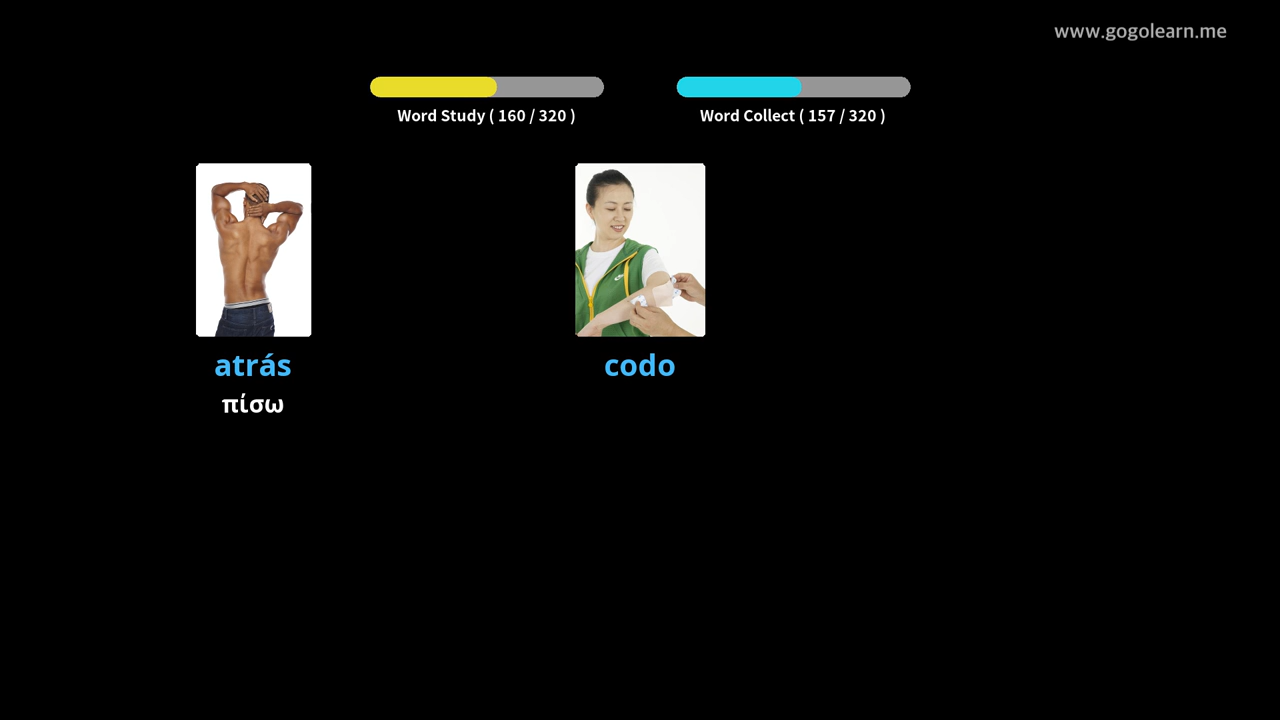 www.gogolearn.me
Word Study ( 160 / 320 )
Word Collect ( 157 / 320 )
atrás
codo
πίσω